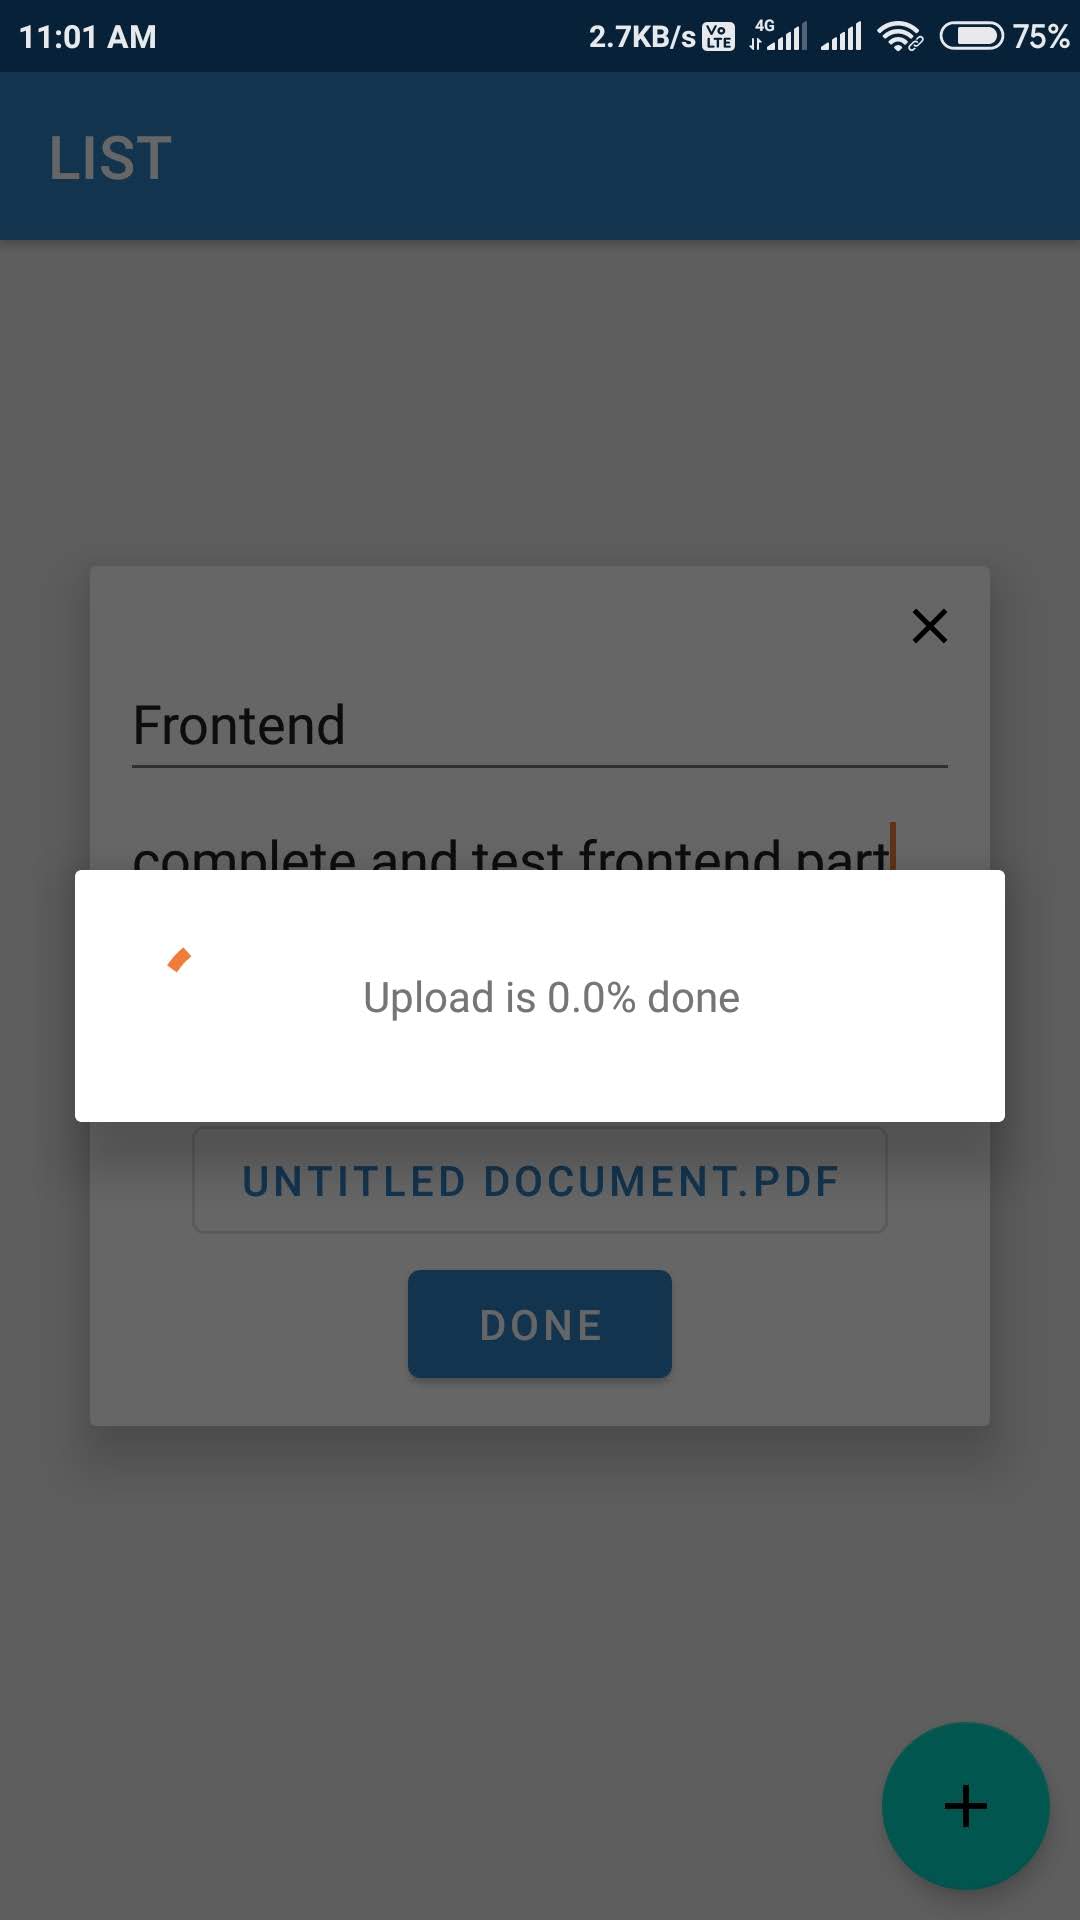 11:01 AM 2.7KB/s Vo LTE 4G 75%
LIST
Frontend
complete and test frontend part
Upload is 0.0% done
UNTITLED DOCUMENT.PDF
DONE